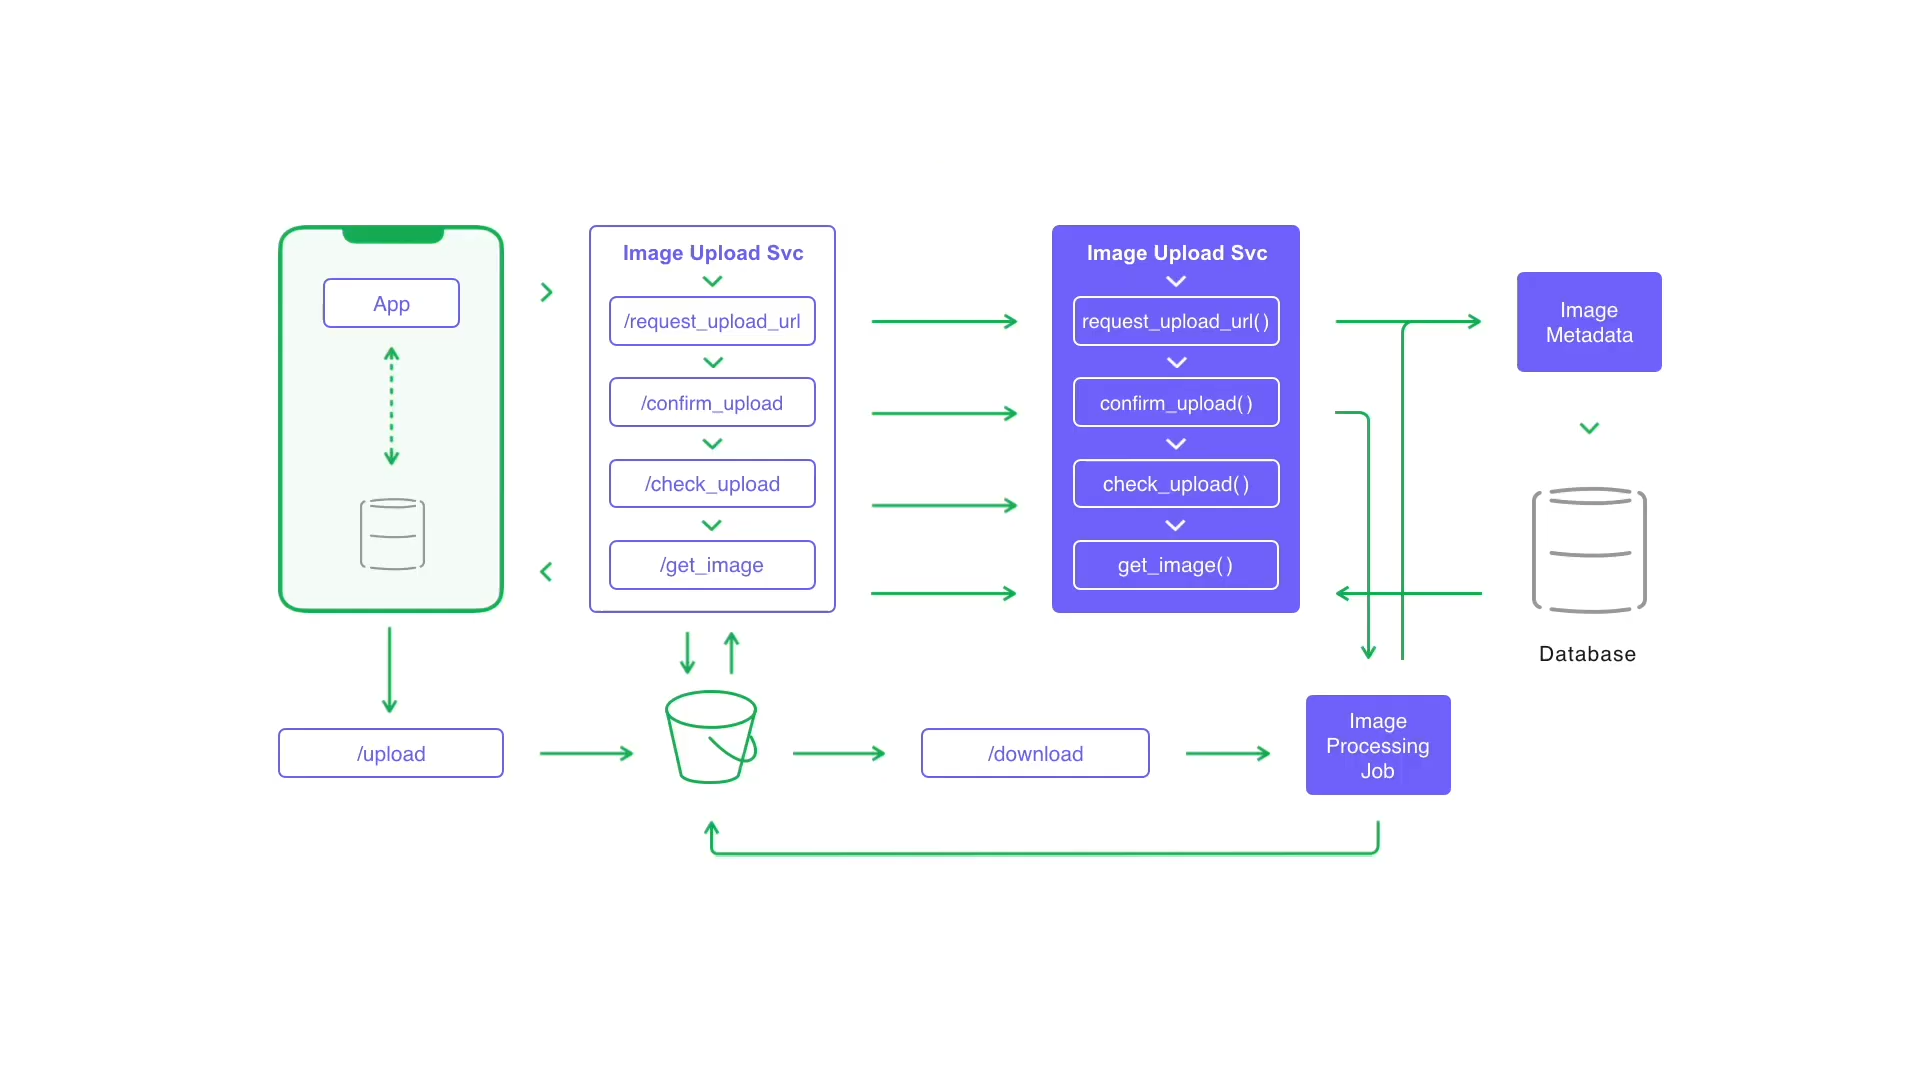 App
Image Upload Svc
/request_upload_url
/confirm_upload
/check_upload
/get_image
Image Upload Svc
request_upload_url()
confirm_upload()
check_upload()
get_image()
Image
Metadata
Database
/upload
/download
Image
Processing
Job